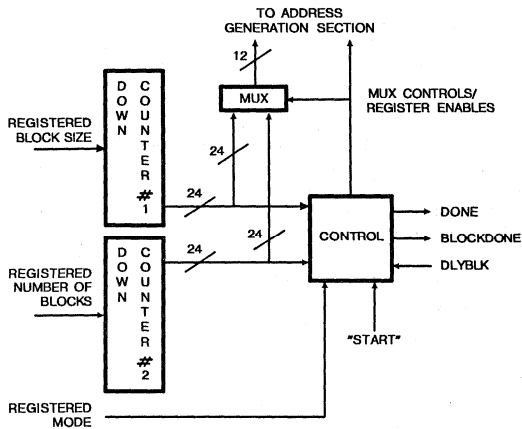 TO ADDRESS
GENERATION SECTION
12
MUX
MUX CONTROLS/
REGISTER ENABLES
DOWN
COUNTER #1
REGISTERED
BLOCK SIZE
24
24
24
24
CONTROL
DONE
BLOCKDONE
DLYBLK
DOWN
COUNTER #2
REGISTERED
NUMBER OF
BLOCKS
"START"
REGISTERED
MODE